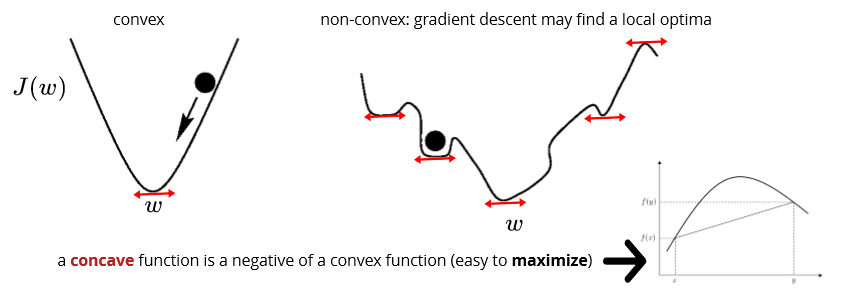 convex
non-convex: gradient descent may find a local optima
J(w)
w
w
f(y)
f(x)
x
y
a concave function is a negative of a convex function (easy to maximize)